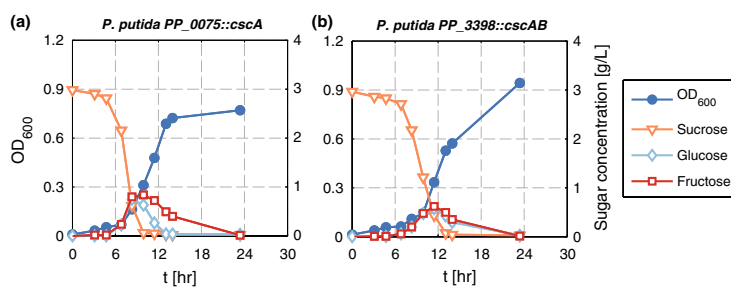 (a) P. putida PP_0075::cscA
(b) P. putida PP_3398::cscAB
OD600
1.2
0.9
0.6
0.3
0
4
3
2
1
0
0 6 12 18 24 30
t [hr]
1.2
0.9
0.6
0.3
0
4
3
2
1
0
0 6 12 18 24 30
t [hr]
Sugar concentration [g/L]
OD600
Sucrose
Glucose
Fructose